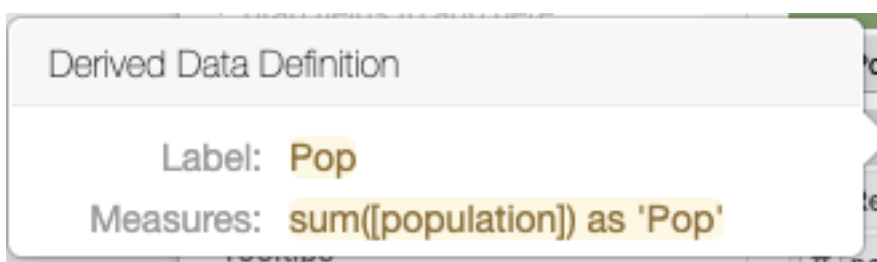 Derived Data Definition
Label: Pop
Measures: sum([population]) as 'Pop'